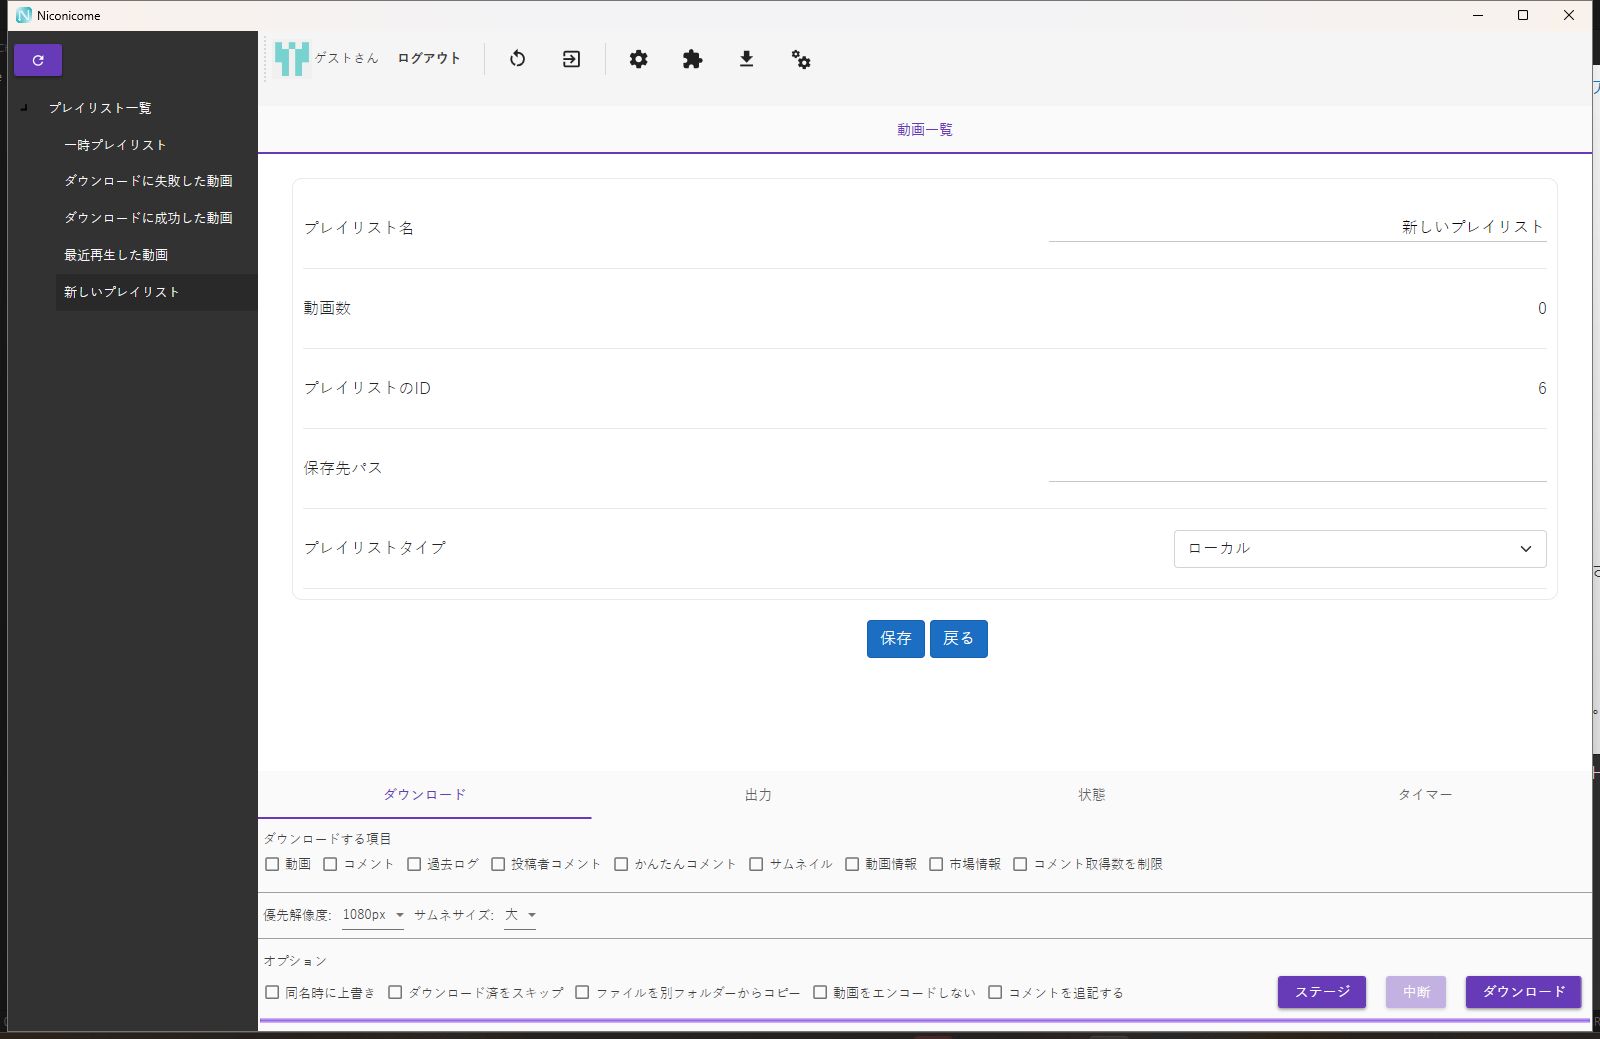 Niconicome
ゲストさん ログアウト
プレイリスト一覧
一時プレイリスト
ダウンロードに失敗した動画
ダウンロードに成功した動画
最近再生した動画
新しいプレイリスト
動画一覧
プレイリスト名 新しいプレイリスト
動画数 0
プレイリストのID 6
保存先パス
プレイリストタイプ ローカル
保存 戻る
ダウンロード 出力 状態 タイマー
ダウンロードする項目
動画 コメント 過去ログ 投稿者コメント かんたんコメント サムネイル 動画情報 市場情報 コメント取得数を制限
優先解像度: 1080px サムネサイズ: 大
オプション
同名時に上書き ダウンロード済をスキップ ファイルを別フォルダーからコピー 動画をエンコードしない コメントを追記する
ステージ 中断 ダウンロード